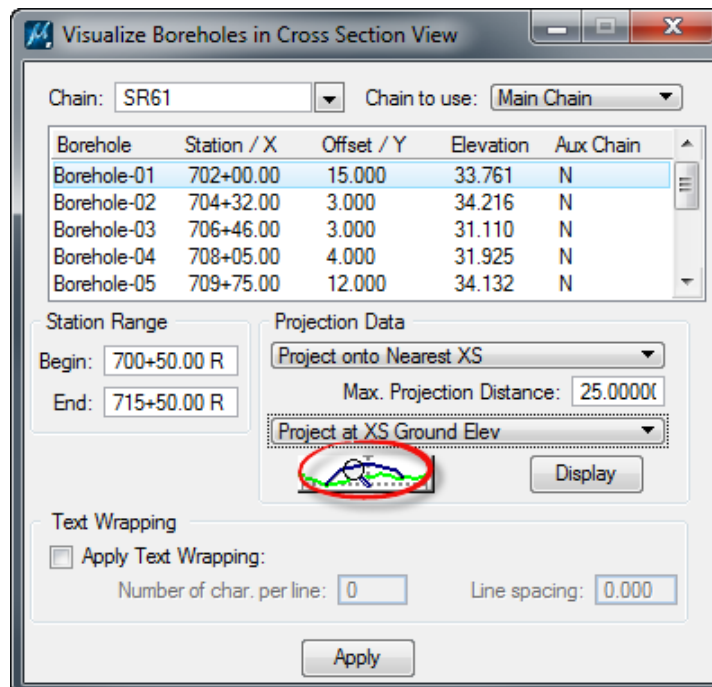 Visualize Boreholes in Cross Section View
Chain: SR61 Chain to use: Main Chain
Borehole Station / X Offset / Y Elevation Aux Chain
Borehole-01 702+00.00 15.000 33.761 N
Borehole-02 704+32.00 3.000 34.216 N
Borehole-03 706+46.00 3.000 31.110 N
Borehole-04 708+05.00 4.000 31.925 N
Borehole-05 709+75.00 12.000 34.132 N
Station Range Projection Data
Begin: 700+50.00 R Project onto Nearest XS
Max. Projection Distance: 25.00000
End: 715+50.00 R
Project at XS Ground Elev
Display
Text Wrapping
Apply Text Wrapping:
Number of char. per line: 0 Line spacing: 0.000
Apply